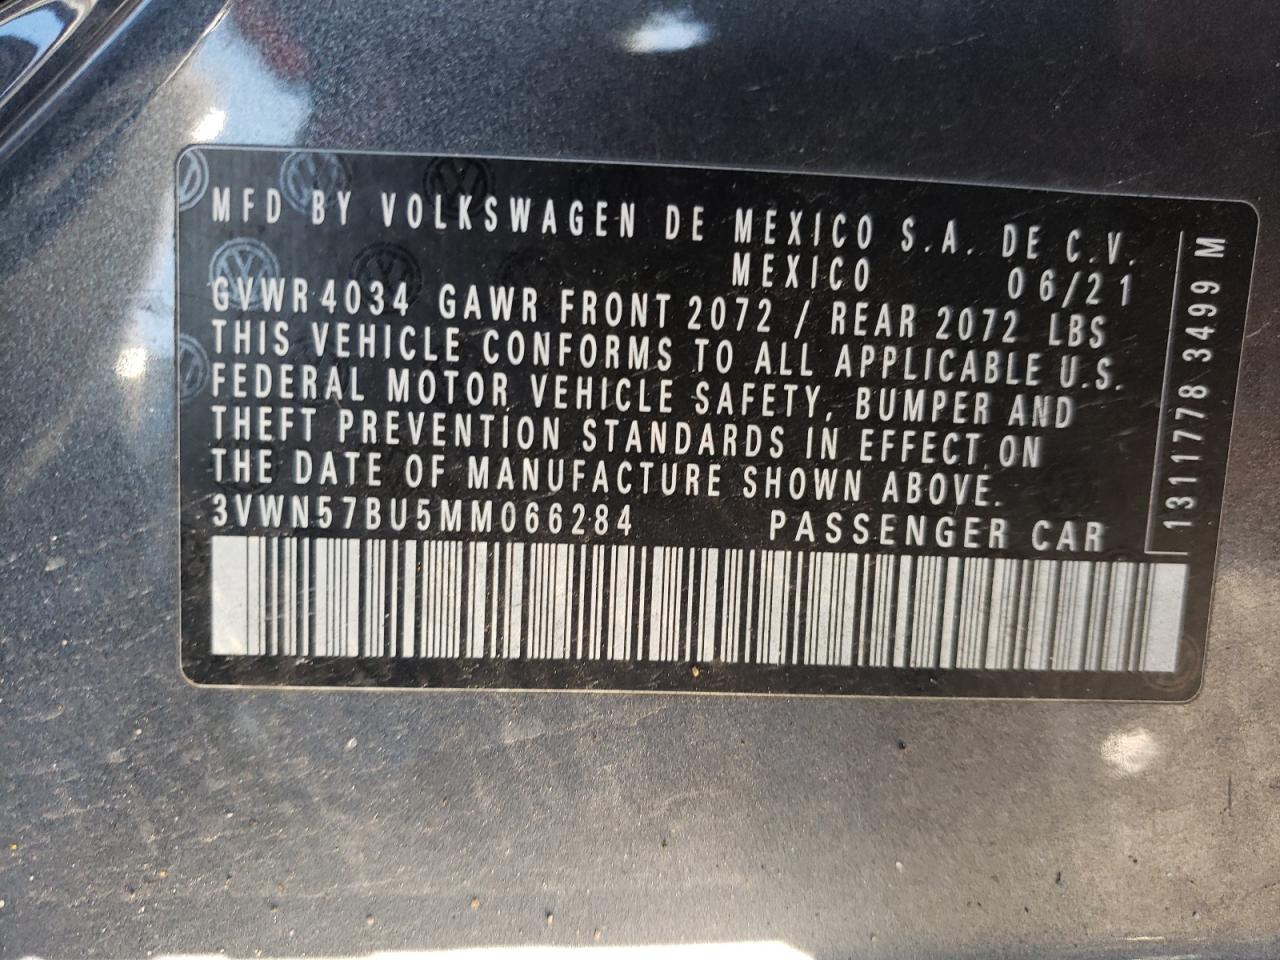 MFD BY VOLKSWAGEN DE MEXICO S.A. DE C.V.
MEXICO 06/21
GVWR 4034 GAWR FRONT 2072 / REAR 2072 LBS
THIS VEHICLE CONFORMS TO ALL APPLICABLE U.S.
FEDERAL MOTOR VEHICLE SAFETY, BUMPER AND
THEFT PREVENTION STANDARDS IN EFFECT ON
THE DATE OF MANUFACTURE SHOWN ABOVE.
3VWN57BU5MM066284 PASSENGER CAR
1311778 3499 M